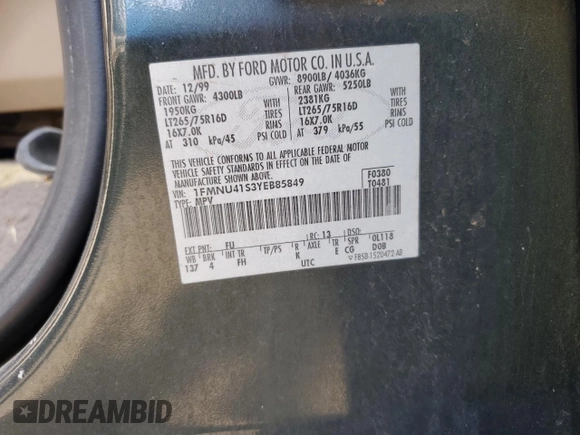 MFD. BY FORD MOTOR CO. IN U.S.A.
DATE: 12/99 GVWR: 8900LB/ 4036KG
FRONT GAWR: 4300LB REAR GAWR: 5250LB
1950KG WITH 2381KG WITH
LT265/75R16D TIRES LT265/75R16D TIRES
16X7.0K RIMS 16X7.0K RIMS
AT 310 kPa/45 PSI COLD AT 379 kPa/55 PSI COLD
THIS VEHICLE CONFORMS TO ALL APPLICABLE FEDERAL MOTOR
VEHICLE SAFETY STANDARDS IN EFFECT ON THE DATE OF
MANUFACTURE SHOWN ABOVE.
VIN: 1FMNU41S3YEB85849 F0380
TYPE: MPV T0481
EXT PNT: FU RC: 13 DSO:
WB BRK INT TR TP/PS R AXLE TR SPR 0L118
137 4 FH K E CG DOB
UTC ▽ F85B-1520472-AB
DREAMBID